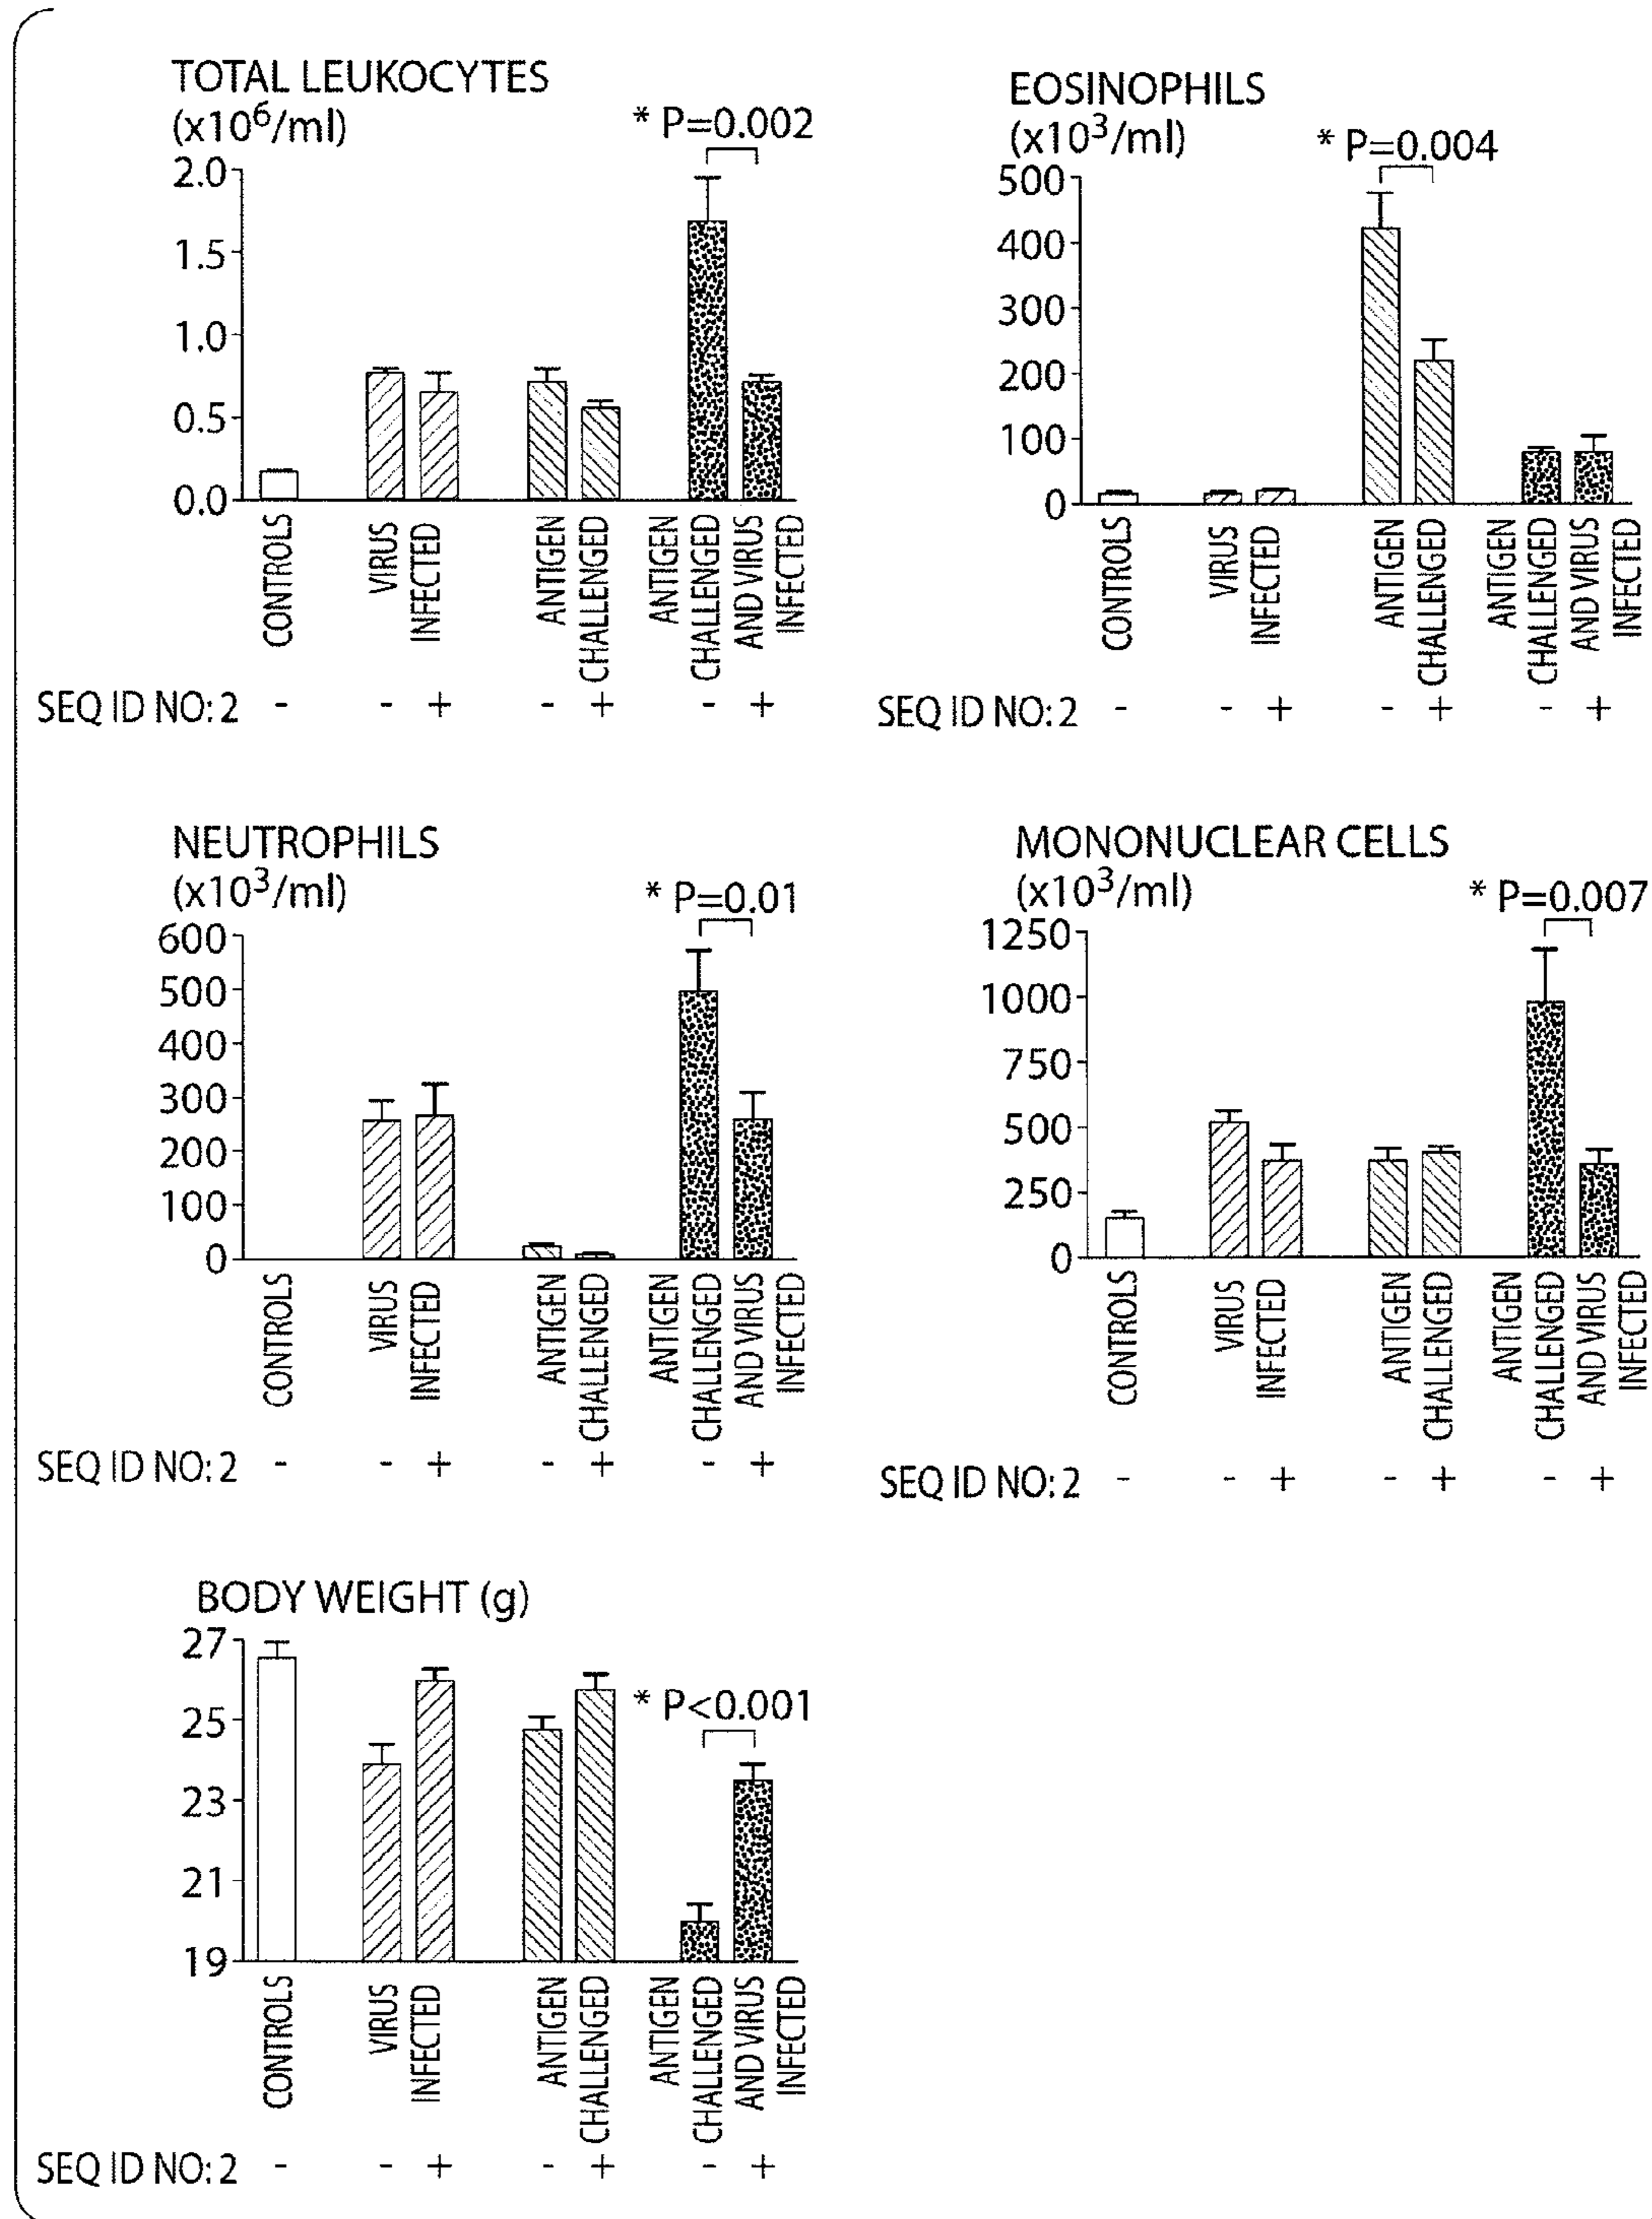 TOTAL LEUKOCYTES
(x10⁶/ml)
* P=0.002
2.0
1.5
1.0
0.5
0.0
CONTROLS
VIRUS
INFECTED
ANTIGEN
CHALLENGED
ANTIGEN
CHALLENGED
AND VIRUS
INFECTED
SEQ ID NO: 2 - - + - + - +
EOSINOPHILS
(x10³/ml)
* P=0.004
500
400
300
200
100
0
CONTROLS
VIRUS
INFECTED
ANTIGEN
CHALLENGED
ANTIGEN
CHALLENGED
AND VIRUS
INFECTED
SEQ ID NO: 2 - - + - + - +
NEUTROPHILS
(x10³/ml)
* P=0.01
600
500
400
300
200
100
0
CONTROLS
VIRUS
INFECTED
ANTIGEN
CHALLENGED
ANTIGEN
CHALLENGED
AND VIRUS
INFECTED
SEQ ID NO: 2 - - + - + - +
MONONUCLEAR CELLS
(x10³/ml)
* P=0.007
1250
1000
750
500
250
0
CONTROLS
VIRUS
INFECTED
ANTIGEN
CHALLENGED
ANTIGEN
CHALLENGED
AND VIRUS
INFECTED
SEQ ID NO: 2 - - + - + - +
BODY WEIGHT (g)
* P<0.001
27
25
23
21
19
CONTROLS
VIRUS
INFECTED
ANTIGEN
CHALLENGED
ANTIGEN
CHALLENGED
AND VIRUS
INFECTED
SEQ ID NO: 2 - - + - + - +